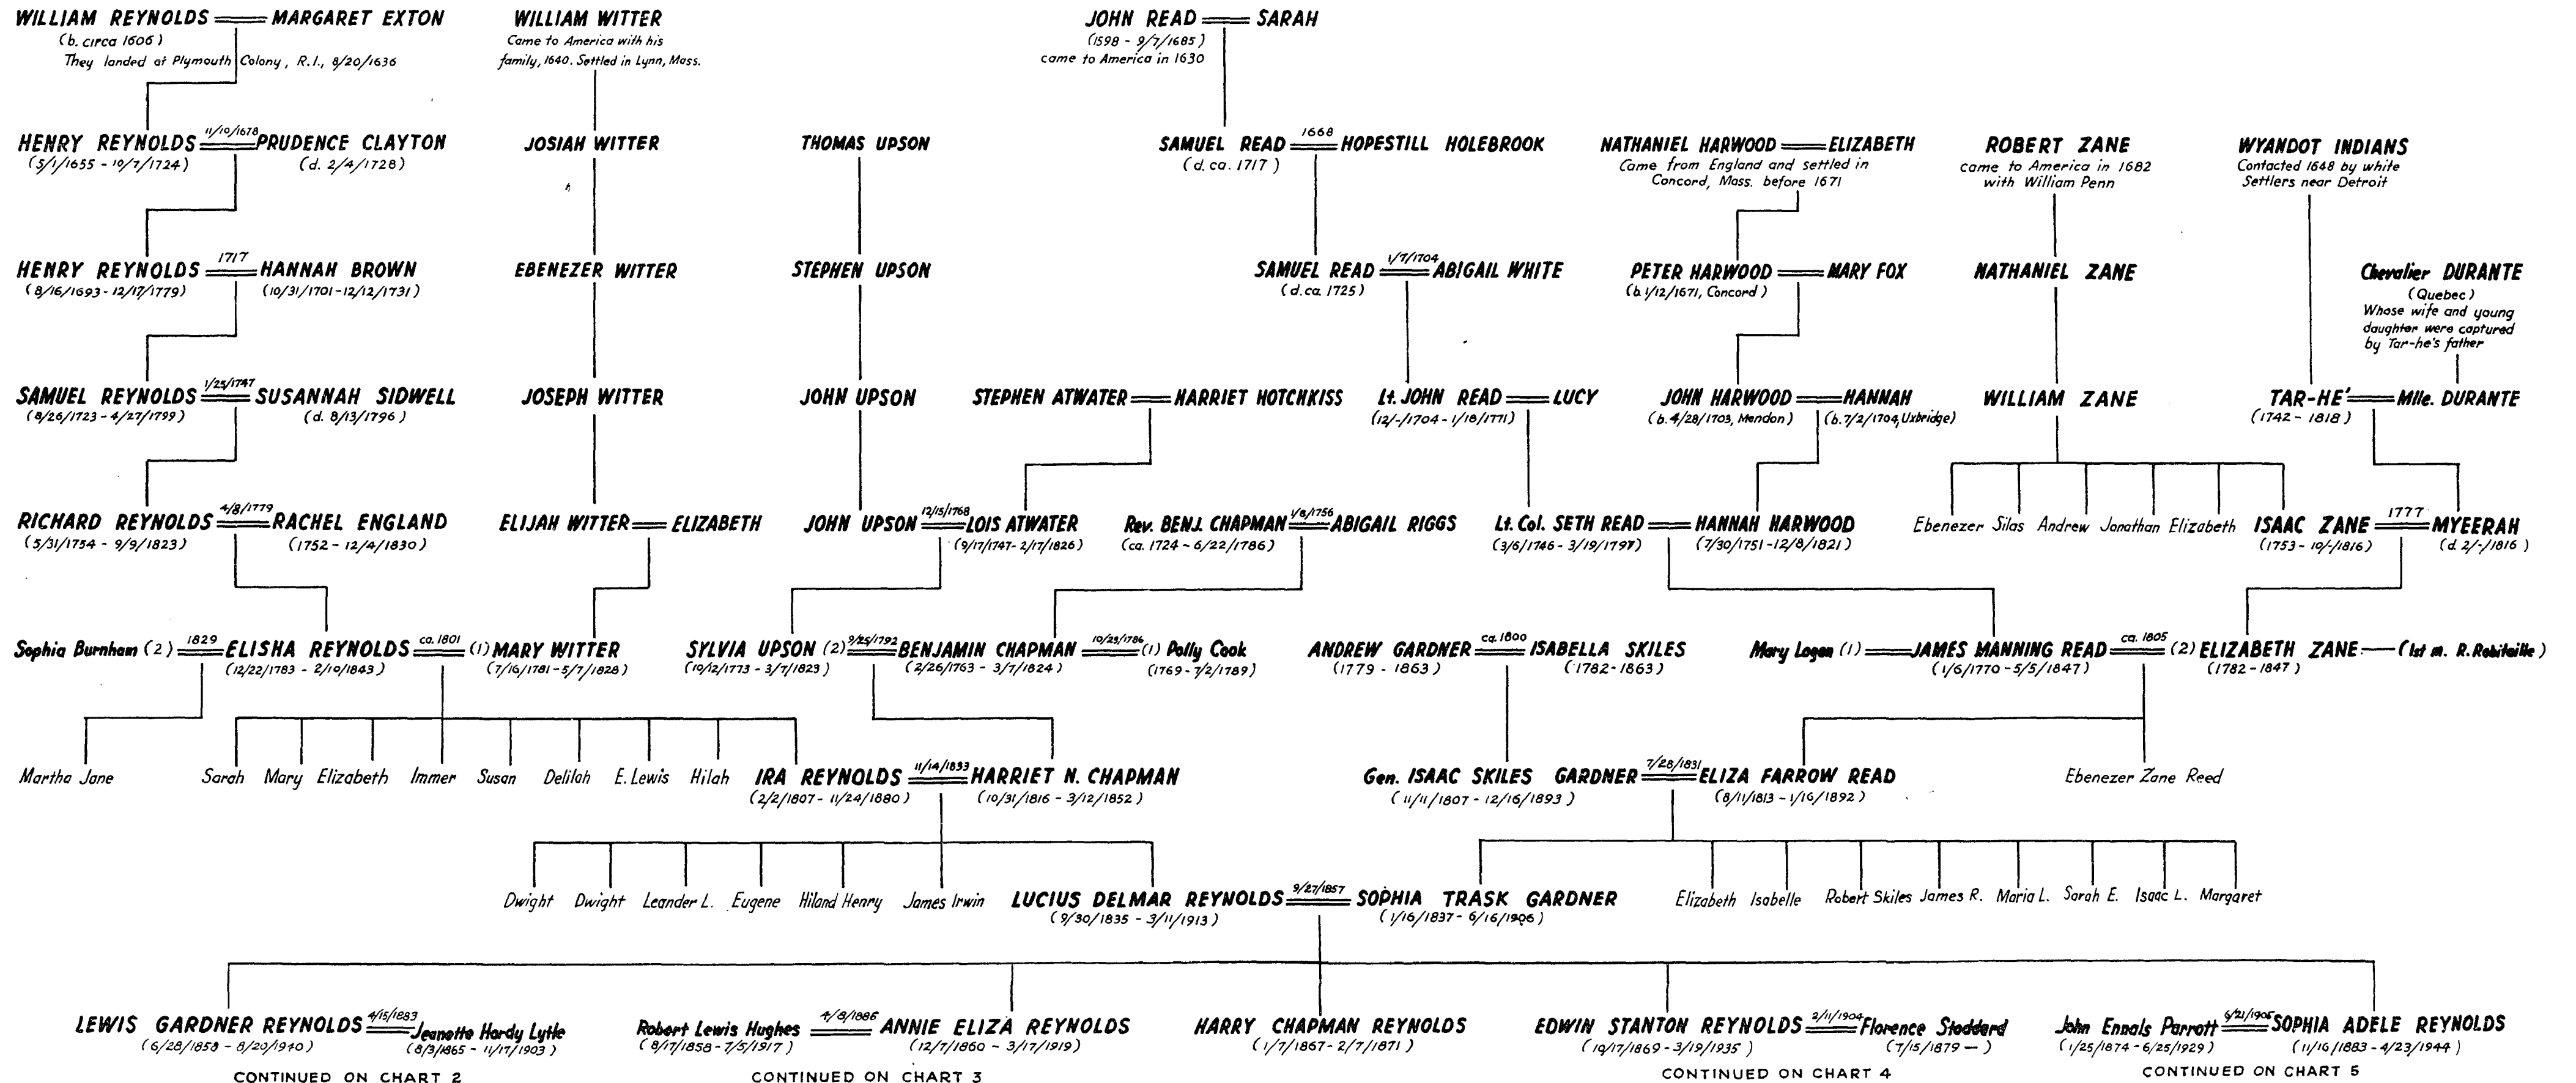 WILLIAM REYNOLDS MARGARET EXTON
(b. circa 1606)
They landed at Plymouth Colony, R.I., 8/20/1636
WILLIAM WITTER
Came to America with his
family, 1640. Settled in Lynn, Mass.
JOHN READ SARAH
(1598 - 9/7/1685)
came to America in 1630
HENRY REYNOLDS 11/10/1678 PRUDENCE CLAYTON
(5/1/1655 - 10/7/1724) (d. 2/4/1728)
JOSIAH WITTER
THOMAS UPSON
SAMUEL READ 1668 HOPESTILL HOLEBROOK
(d. ca. 1717)
NATHANIEL HARWOOD ELIZABETH
Came from England and settled in
Concord, Mass. before 1671
ROBERT ZANE
came to America in 1682
with William Penn
WYANDOT INDIANS
Contacted 1648 by white
Settlers near Detroit
HENRY REYNOLDS 1717 HANNAH BROWN
(8/16/1693 - 12/17/1779) (10/31/1701 - 12/12/1731)
EBENEZER WITTER
STEPHEN UPSON
SAMUEL READ 1/7/1704 ABIGAIL WHITE
(d. ca. 1725)
PETER HARWOOD MARY FOX
(b. 1/12/1671, Concord)
NATHANIEL ZANE
Chevalier DURANTE
(Quebec)
Whose wife and young
daughter were captured
by Tar-he's father
SAMUEL REYNOLDS 1/25/1747 SUSANNAH SIDWELL
(8/26/1723 - 4/27/1799) (d. 8/13/1796)
JOSEPH WITTER
JOHN UPSON
STEPHEN ATWATER HARRIET HOTCHKISS
Lt. JOHN READ LUCY
(12/-/1704 - 1/18/1771)
JOHN HARWOOD HANNAH
(b. 4/28/1703, Mendon) (b. 7/2/1704, Uxbridge)
WILLIAM ZANE
TAR-HE' Mlle. DURANTE
(1742 - 1818)
RICHARD REYNOLDS 4/8/1779 RACHEL ENGLAND
(5/31/1754 - 9/9/1823) (1752 - 12/4/1830)
ELIJAH WITTER ELIZABETH
JOHN UPSON 12/15/1768 LOIS ATWATER
(9/17/1747 - 2/17/1826)
Rev. BENJ. CHAPMAN 1/8/1756 ABIGAIL RIGGS
(ca. 1724 - 6/22/1786)
Lt. Col. SETH READ HANNAH HARWOOD
(3/6/1746 - 3/19/1797) (7/30/1751 - 12/8/1821)
Ebenezer Silas Andrew Jonathan Elizabeth ISAAC ZANE 1777 MYEERAH
(1753 - 10/-/1816) (d. 2/-/1816)
Sophia Burnham (2) 1829 ELISHA REYNOLDS ca. 1801 (1) MARY WITTER
(12/22/1783 - 2/10/1843) (7/16/1781 - 5/7/1828)
SYLVIA UPSON (2) 9/25/1792 BENJAMIN CHAPMAN 10/25/1786 (1) Polly Cook
(10/12/1773 - 3/7/1823) (2/26/1763 - 3/7/1824) (1769 - 7/2/1789)
ANDREW GARDNER ca. 1800 ISABELLA SKILES
(1779 - 1863) (1782 - 1863)
Mary Logan (1) JAMES MANNING READ ca. 1805 (2) ELIZABETH ZANE (1st m. R. Robitaille)
(1/6/1770 - 5/5/1847) (1782 - 1847)
Martha Jane
Sarah Mary Elizabeth Immer Susan Delilah E. Lewis Hilah IRA REYNOLDS 11/14/1833 HARRIET N. CHAPMAN
(2/2/1807 - 11/24/1880) (10/31/1816 - 3/12/1852)
Gen. ISAAC SKILES GARDNER 7/28/1831 ELIZA FARROW READ
(11/11/1807 - 12/16/1893) (8/11/1813 - 1/16/1892)
Ebenezer Zane Reed
Dwight Dwight Leander L. Eugene Hiland Henry James Irwin LUCIUS DELMAR REYNOLDS 9/27/1857 SOPHIA TRASK GARDNER
(9/30/1835 - 3/11/1913) (1/16/1837 - 6/16/1906)
Elizabeth Isabelle Robert Skiles James R. Maria L. Sarah E. Isaac L. Margaret
LEWIS GARDNER REYNOLDS 4/15/1883 Jeanette Hardy Lytle
(6/28/1858 - 8/20/1940) (8/3/1865 - 11/17/1903)
CONTINUED ON CHART 2
Robert Lewis Hughes 4/8/1886 ANNIE ELIZA REYNOLDS
(8/17/1858 - 7/5/1917) (12/7/1860 - 3/17/1919)
CONTINUED ON CHART 3
HARRY CHAPMAN REYNOLDS
(1/7/1867 - 2/7/1871)
EDWIN STANTON REYNOLDS 2/11/1904 Florence Stoddard
(10/17/1869 - 3/19/1935) (7/15/1879 — )
CONTINUED ON CHART 4
John Ennals Parrott 6/21/1905 SOPHIA ADELE REYNOLDS
(1/25/1874 - 6/25/1929) (11/16/1883 - 4/23/1944)
CONTINUED ON CHART 5